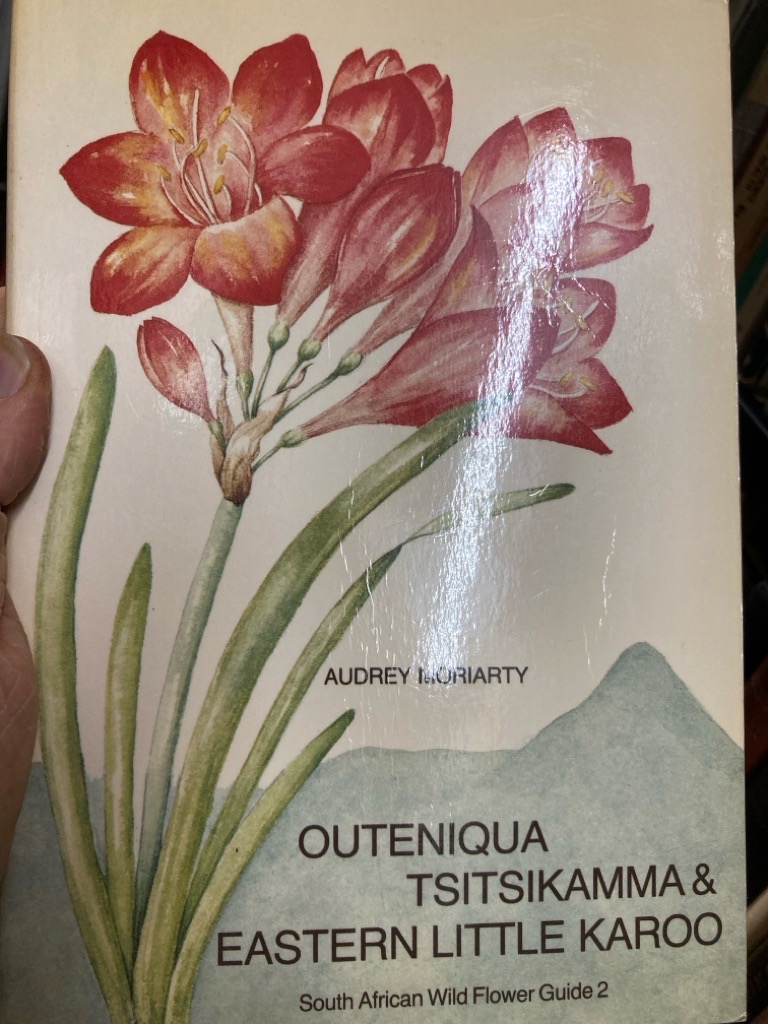 AUDREY MORIARTY
OUTENIQUA
TSITSIKAMMA &
EASTERN LITTLE KAROO
South African Wild Flower Guide 2